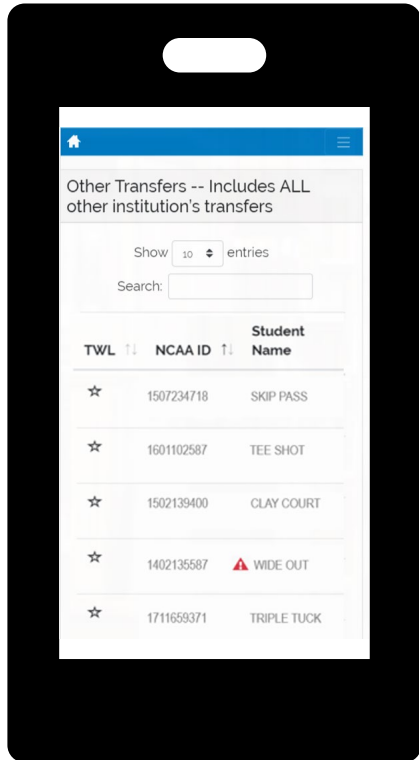 Other Transfers -- Includes ALL
other institution's transfers
Show 10 entries
Search:
TWL NCAA ID Student Name
1507234718 SKIP PASS
1601102587 TEE SHOT
1502139400 CLAY COURT
1402135587 WIDE OUT
1711659371 TRIPLE TUCK